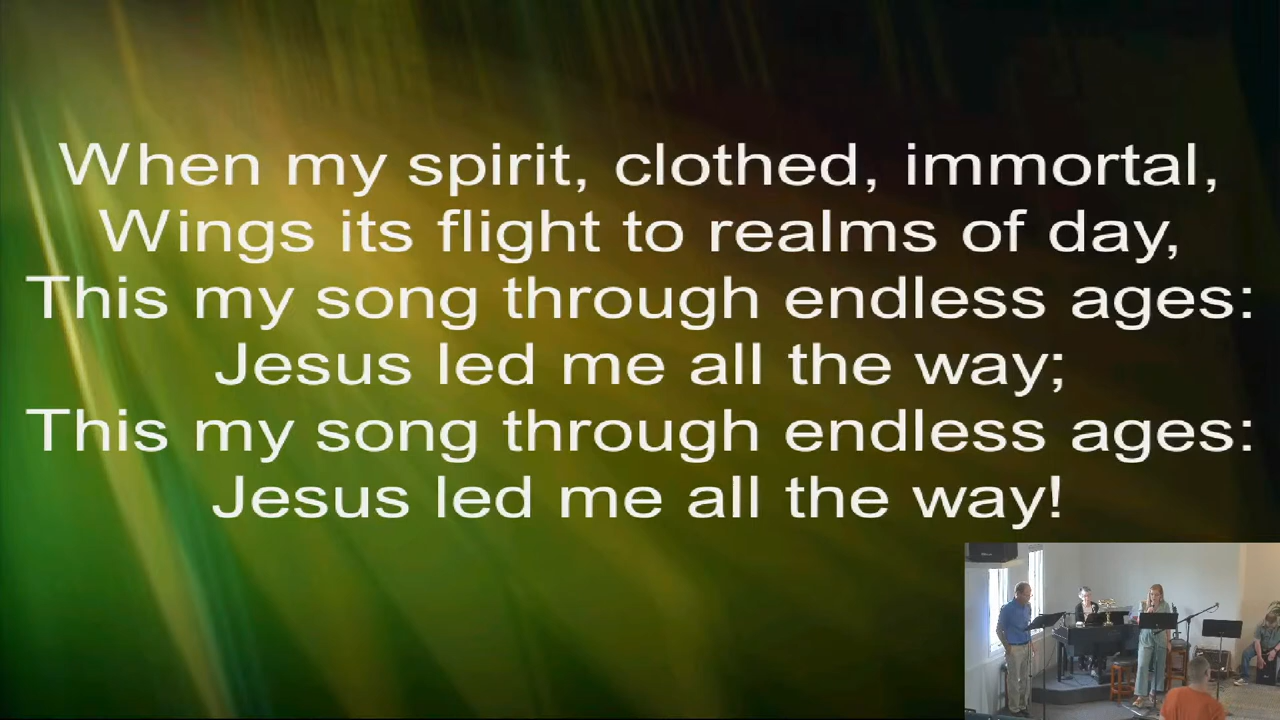 When my spirit, clothed, immortal,
Wings its flight to realms of day,
This my song through endless ages:
Jesus led me all the way;
This my song through endless ages:
Jesus led me all the way!